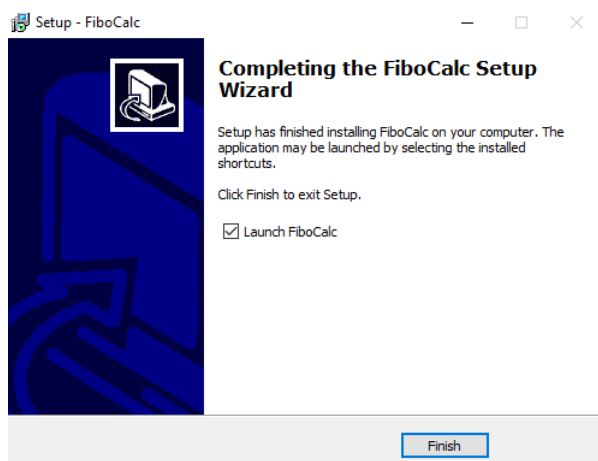 Setup - FiboCalc
Completing the FiboCalc Setup
Wizard
Setup has finished installing FiboCalc on your computer. The
application may be launched by selecting the installed
shortcuts.
Click Finish to exit Setup.
Launch FiboCalc
Finish